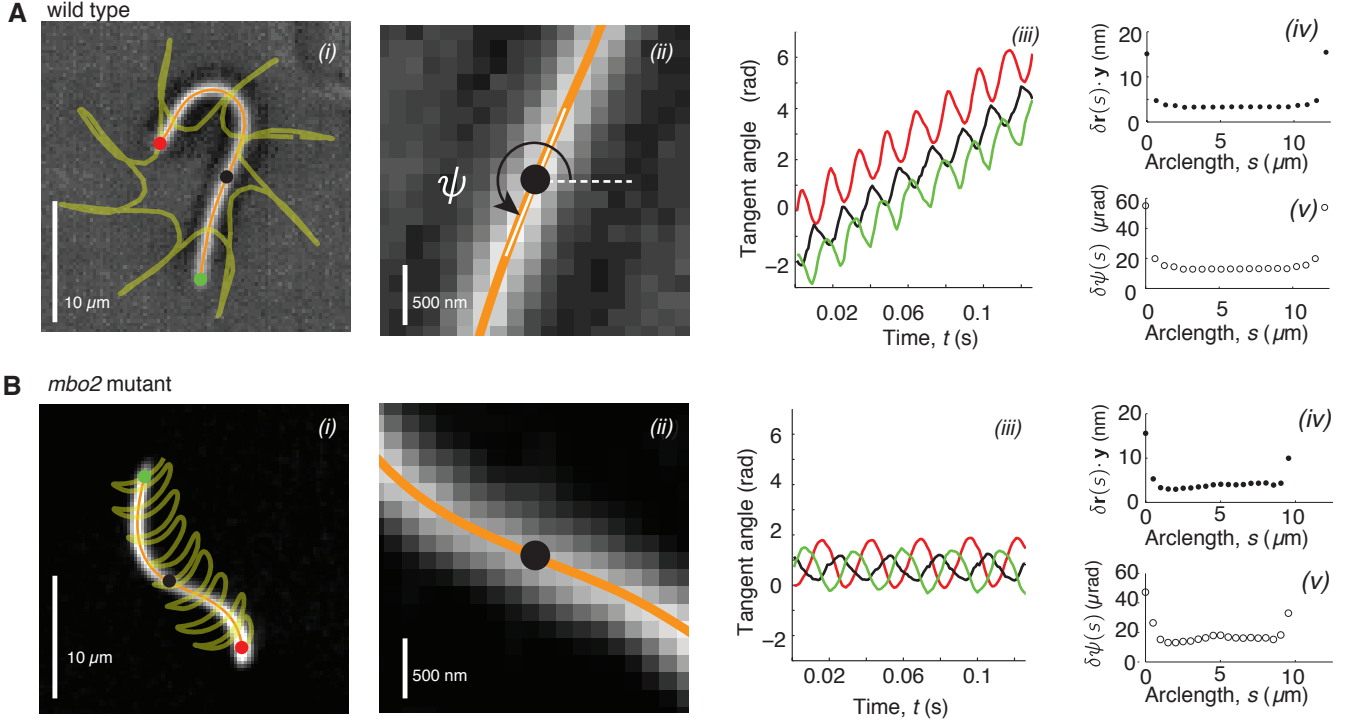 A wild type
(i)
10 μm
(ii)
ψ
500 nm
(iii)
Tangent angle (rad)
6
4
2
0
−2
0.02 0.06 0.1
Time, t (s)
(iv)
δr(s)· y (nm)
20
10
0
0 5 10
Arclength, s (μm)
(v)
δψ(s) (μrad)
60
40
20
0
0 5 10
Arclength, s (μm)
B mbo2 mutant
(i)
10 μm
(ii)
500 nm
(iii)
Tangent angle (rad)
6
4
2
0
−2
0.02 0.06 0.1
Time, t (s)
(iv)
δr(s)· y (nm)
20
10
0
0 5 10
Arclength, s (μm)
(v)
δψ(s) (μrad)
60
40
20
0
0 5 10
Arclength, s (μm)